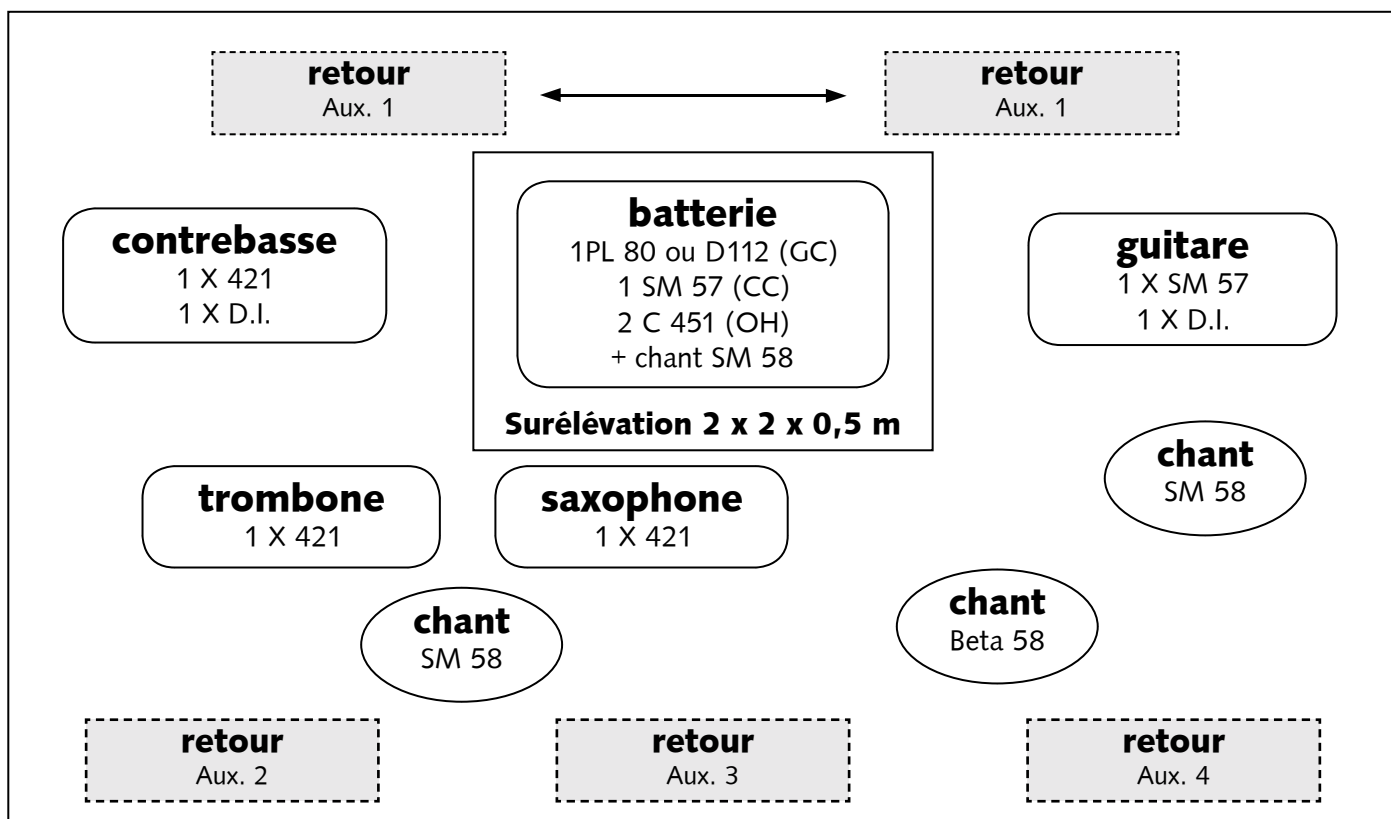 retour
Aux. 1
retour
Aux. 1
contrebasse
1 X 421
1 X D.I.
batterie
1PL 80 ou D112 (GC)
1 SM 57 (CC)
2 C 451 (OH)
+ chant SM 58
Surélévation 2 x 2 x 0,5 m
guitare
1 X SM 57
1 X D.I.
trombone
1 X 421
saxophone
1 X 421
chant
SM 58
chant
SM 58
chant
Beta 58
retour
Aux. 2
retour
Aux. 3
retour
Aux. 4